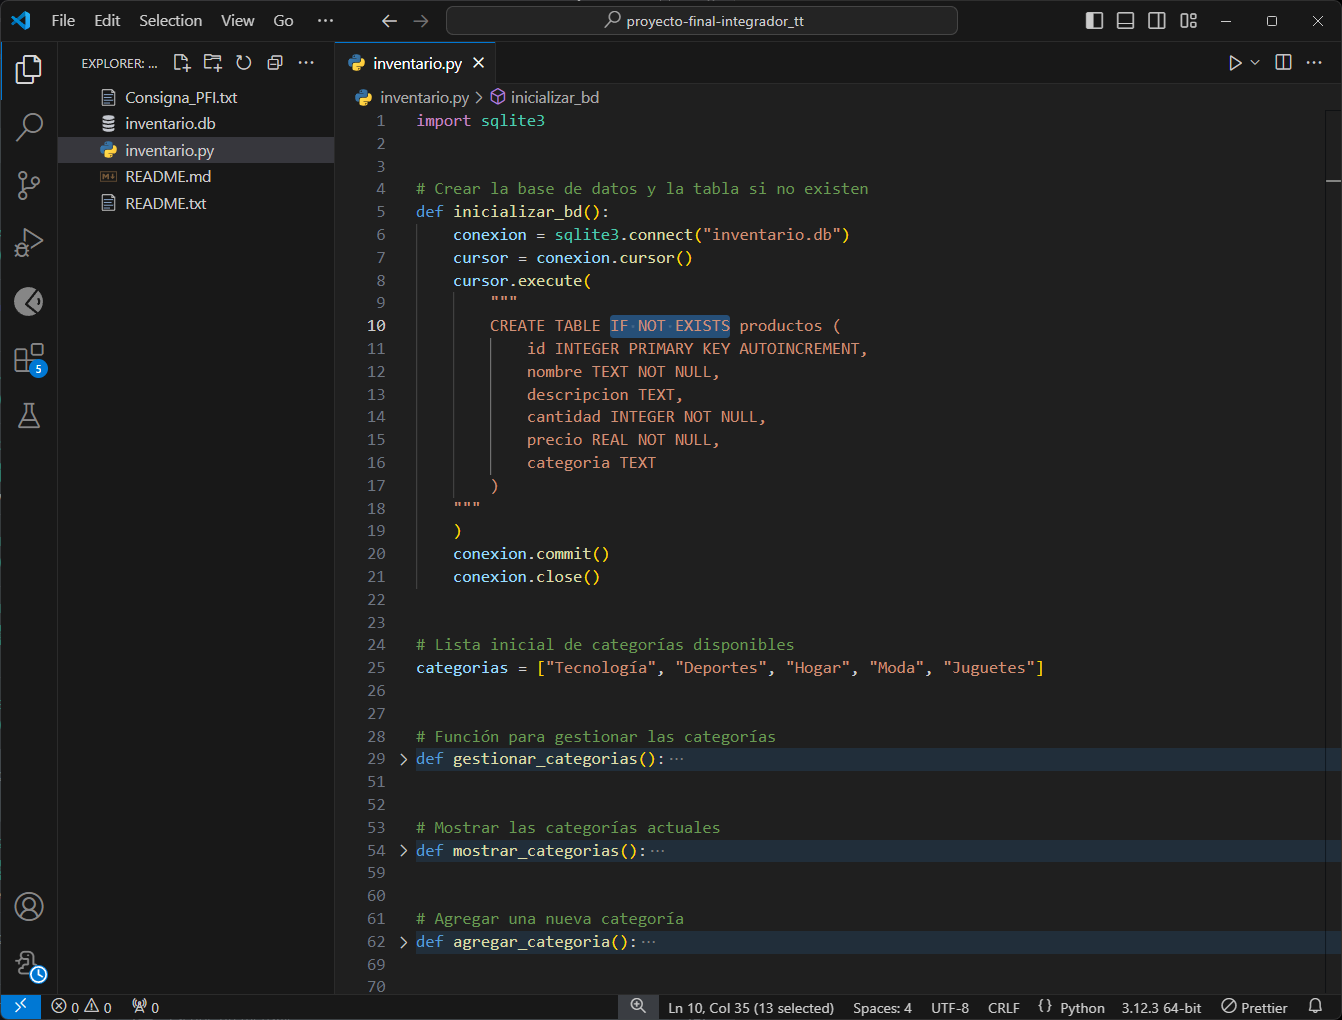 File Edit Selection View Go ··· proyecto-final-integrador_tt
EXPLORER: ...
Consigna_PFI.txt
inventario.db
inventario.py
README.md
README.txt
5
inventario.py
inventario.py > inicializar_bd
1 import sqlite3
2
3
4 # Crear la base de datos y la tabla si no existen
5 def inicializar_bd():
6 conexion = sqlite3.connect("inventario.db")
7 cursor = conexion.cursor()
8 cursor.execute(
9 """
10 CREATE TABLE IF NOT EXISTS productos (
11 id INTEGER PRIMARY KEY AUTOINCREMENT,
12 nombre TEXT NOT NULL,
13 descripcion TEXT,
14 cantidad INTEGER NOT NULL,
15 precio REAL NOT NULL,
16 categoria TEXT
17 )
18 """
19 )
20 conexion.commit()
21 conexion.close()
22
23
24 # Lista inicial de categorías disponibles
25 categorias = ["Tecnología", "Deportes", "Hogar", "Moda", "Juguetes"]
26
27
28 # Función para gestionar las categorías
29 def gestionar_categorias():···
51
52
53 # Mostrar las categorías actuales
54 def mostrar_categorias():···
59
60
61 # Agregar una nueva categoría
62 def agregar_categoria():···
69
70
0 0 0 Ln 10, Col 35 (13 selected) Spaces: 4 UTF-8 CRLF {} Python 3.12.3 64-bit Prettier